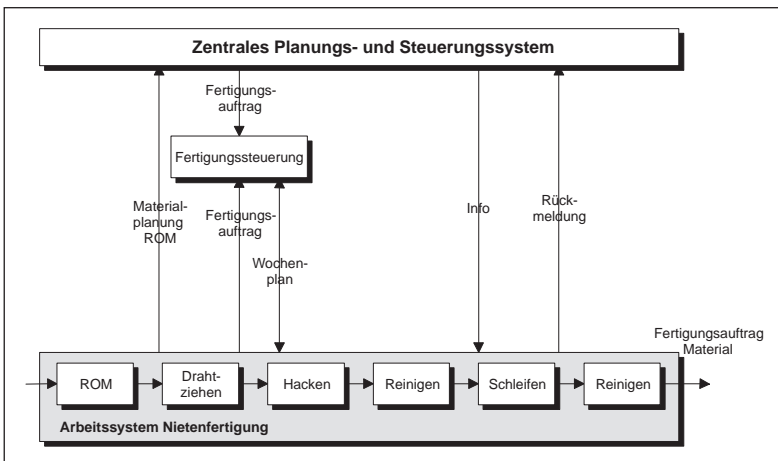 Zentrales Planungs- und Steuerungssystem
Fertigungs-
auftrag
Fertigungssteuerung
Material-
planung
ROM
Fertigungs-
auftrag
Wochen-
plan
Info
Rück-
meldung
Fertigungsauftrag
Material
ROM
Draht-
ziehen
Hacken
Reinigen
Schleifen
Reinigen
Arbeitssystem Nietenfertigung